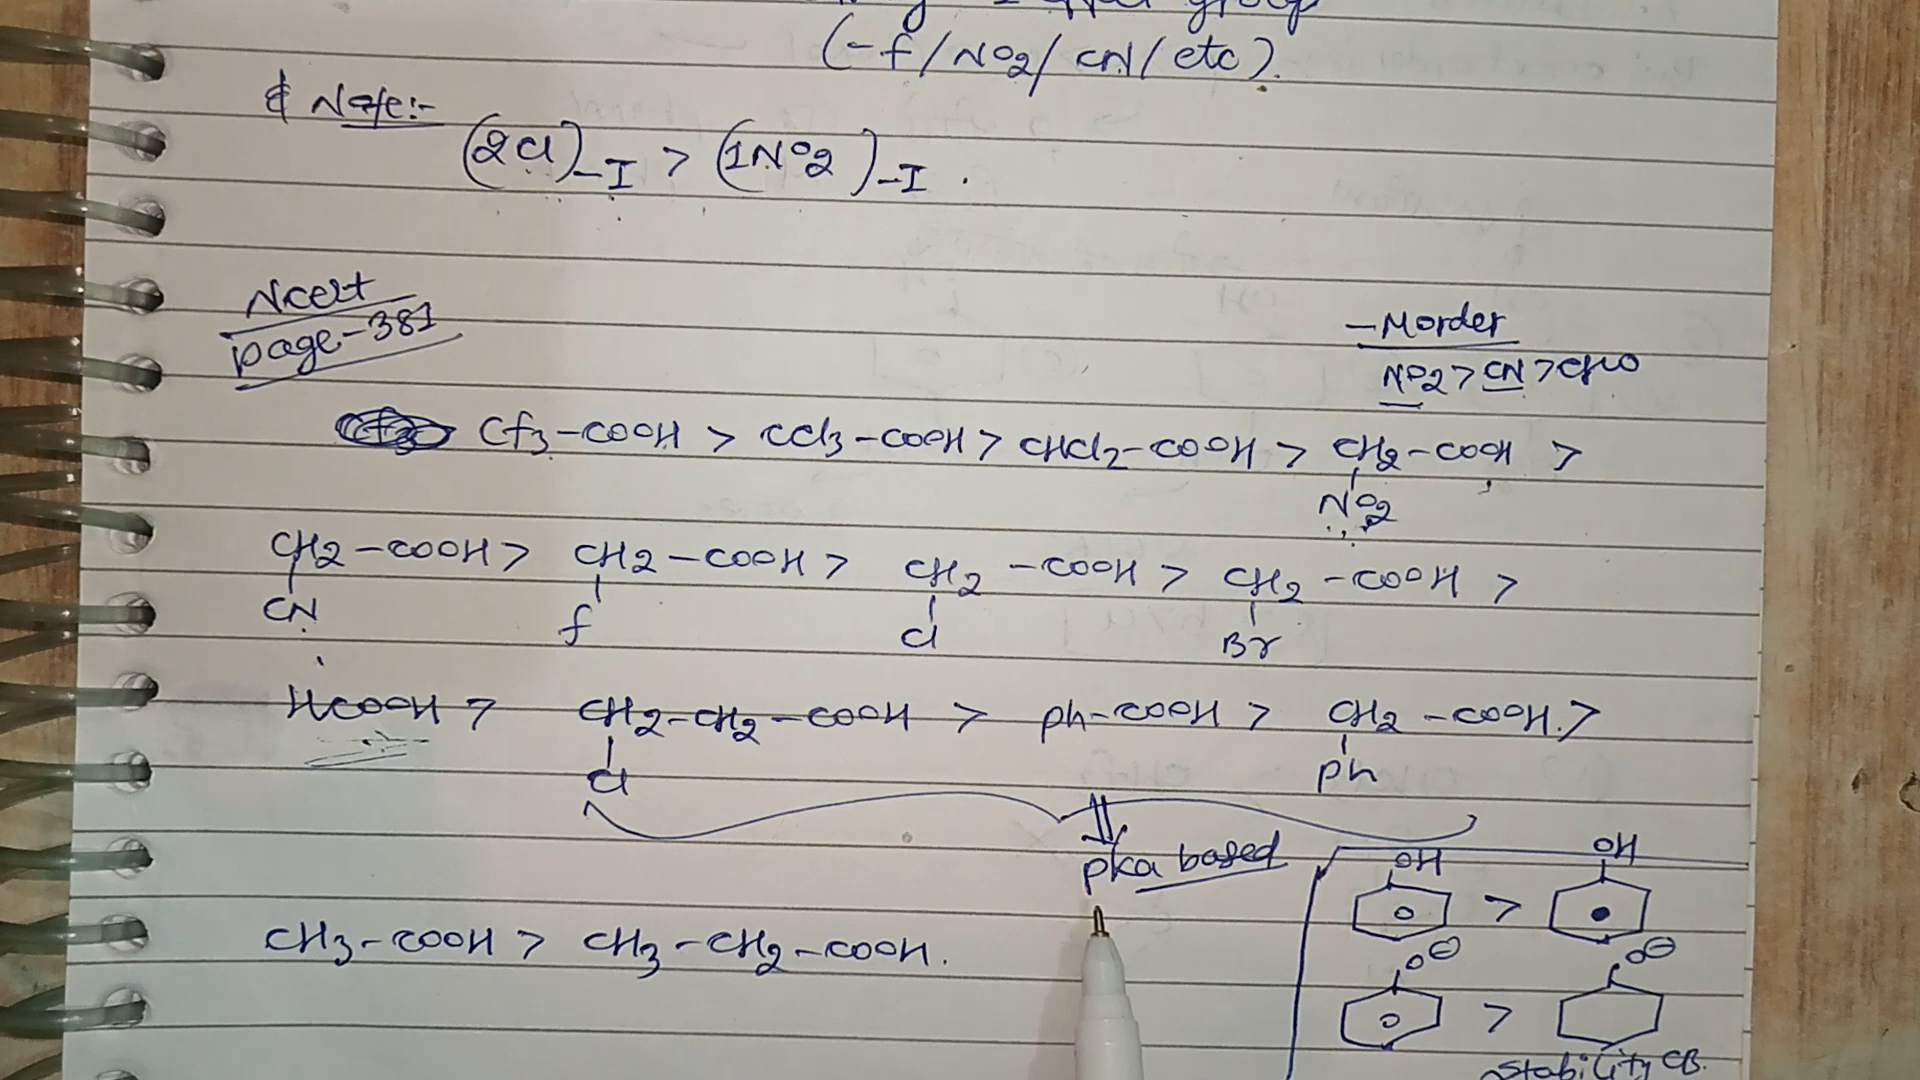 (-f/NO2/CN/etc).
Note:-
(2Cl)-I > (1NO2)-I .
Ncert
page-381
-M order
NO2 > CN > CHO
Cf3-COOH > CCl3-COOH > CHCl2-COOH > CH2-COOH >
NO2
CH2-COOH > CH2-COOH > CH2-COOH > CH2-COOH >
CN f Cl Br
HCOOH > CH2-CH2-COOH > ph-COOH > CH2-COOH. >
Cl ph
pka based
OH > OH
CH3-COOH > CH3-CH2-COOH.
O⊖ > O⊖
Stability CB.